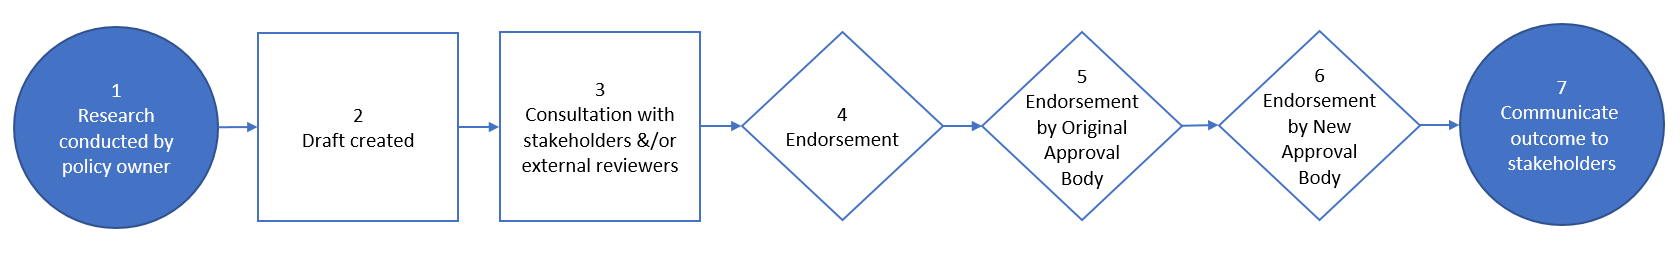 1
Research
conducted by
policy owner
2
Draft created
3
Consultation with
stakeholders &/or
external reviewers
4
Endorsement
5
Endorsement
by Original
Approval
Body
6
Endorsement
by New
Approval
Body
7
Communicate
outcome to
stakeholders